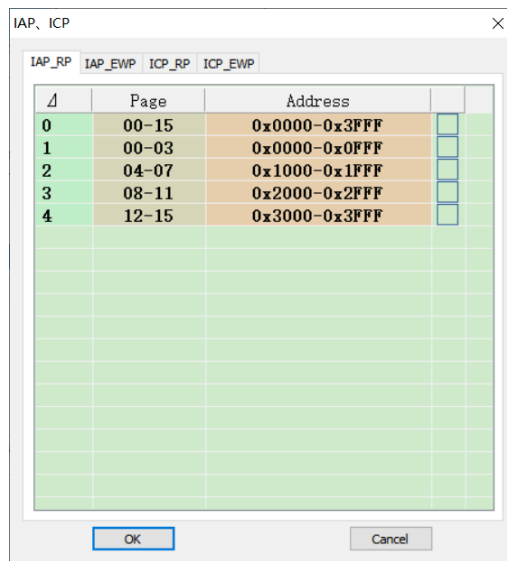 IAP、ICP
IAP_RP IAP_EWP ICP_RP ICP_EWP
⊿ Page Address
0 00-15 0x0000-0x3FFF
1 00-03 0x0000-0x0FFF
2 04-07 0x1000-0x1FFF
3 08-11 0x2000-0x2FFF
4 12-15 0x3000-0x3FFF
OK Cancel